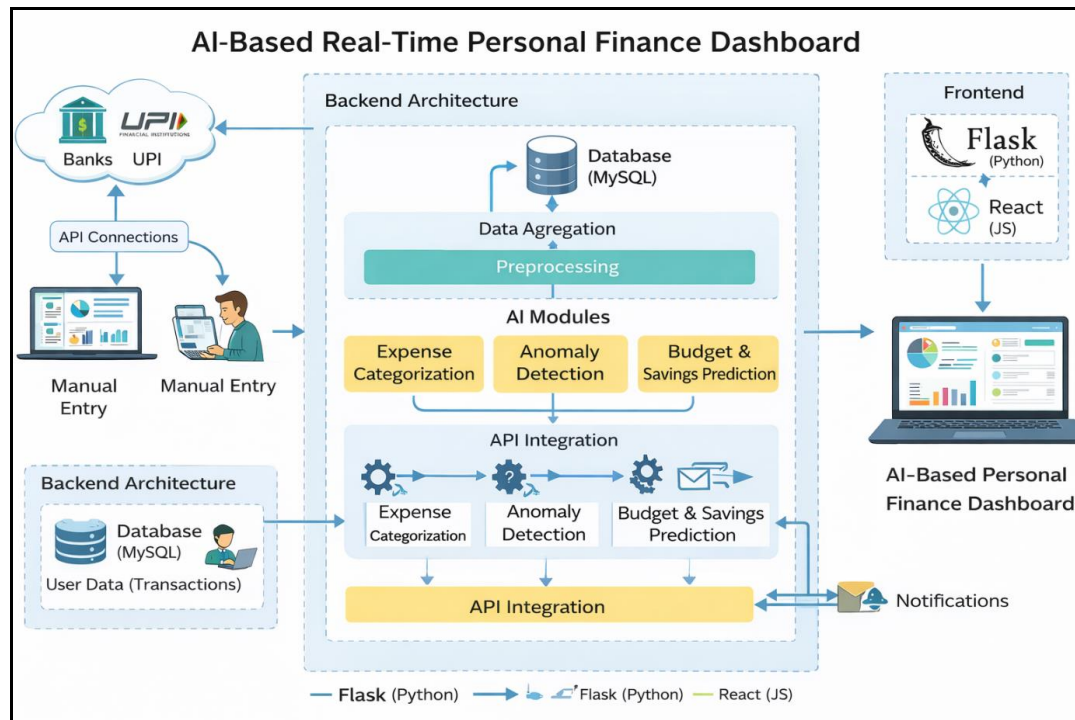 AI-Based Real-Time Personal Finance Dashboard
UPI
FINANCIAL INSTITUTIONS
Banks UPI
API Connections
Manual
Entry
Manual Entry
Backend Architecture
Database
(MySQL)
User Data (Transactions)
Backend Architecture
Database
(MySQL)
Data Agregation
Preprocessing
AI Modules
Expense
Categorization
Anomaly
Detection
Budget &
Savings Prediction
API Integration
?
Expense
Categorization
Anomaly
Detection
Budget & Savings
Prediction
API Integration
Notifications
Frontend
Flask
(Python)
React
(JS)
AI-Based Personal
Finance Dashboard
Flask (Python) Flask (Python) React (JS)